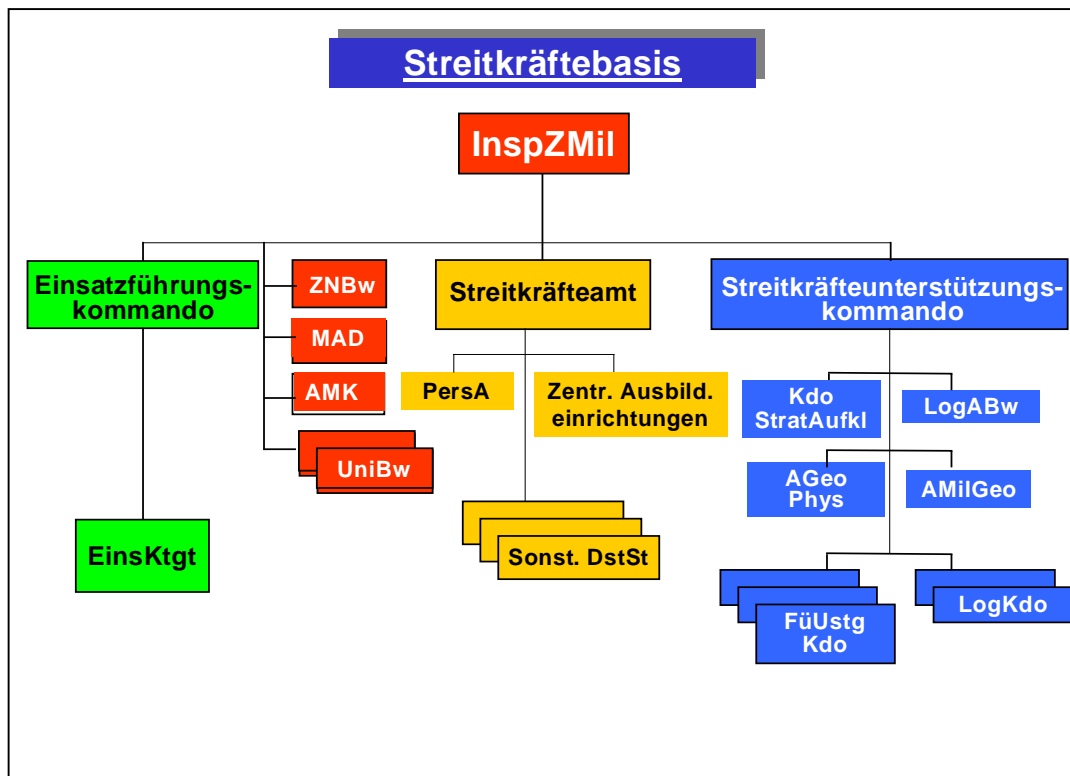 Streitkräftebasis
InspZMil
Einsatzführungs-
kommando
ZNBw
MAD
AMK
UniBw
EinsKtgt
Streitkräfteamt
PersA
Zentr. Ausbild.
einrichtungen
Sonst. DstSt
Streitkräfteunterstützungs-
kommando
Kdo
StratAufkl
LogABw
AGeo
Phys
AMilGeo
FüUstg
Kdo
LogKdo